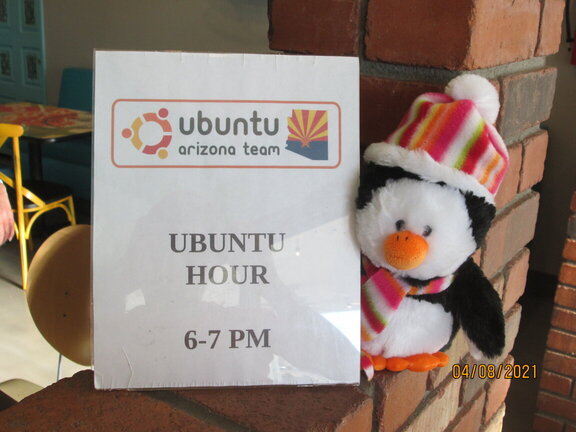 ubuntu
arizona team
UBUNTU
HOUR
6-7 PM
04/08/2021